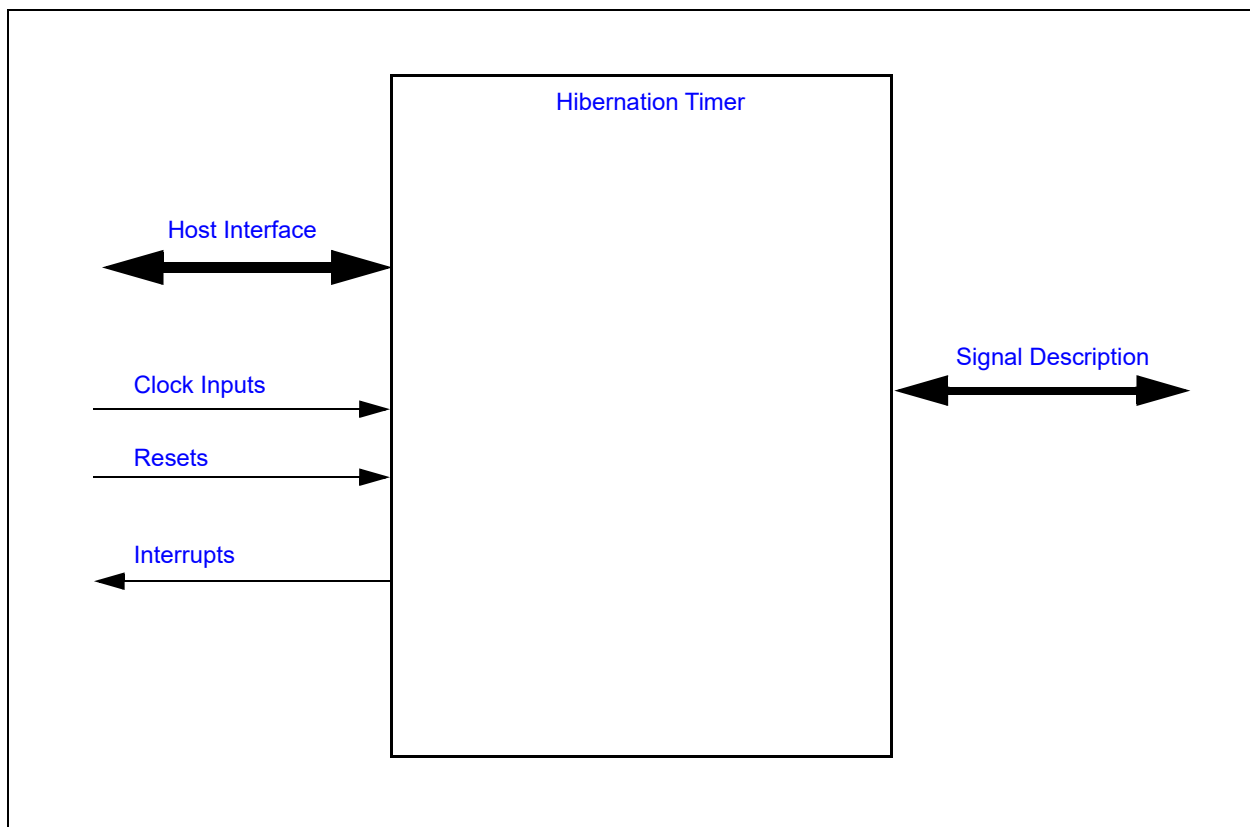 Hibernation Timer
Host Interface
Signal Description
Clock Inputs
Resets
Interrupts